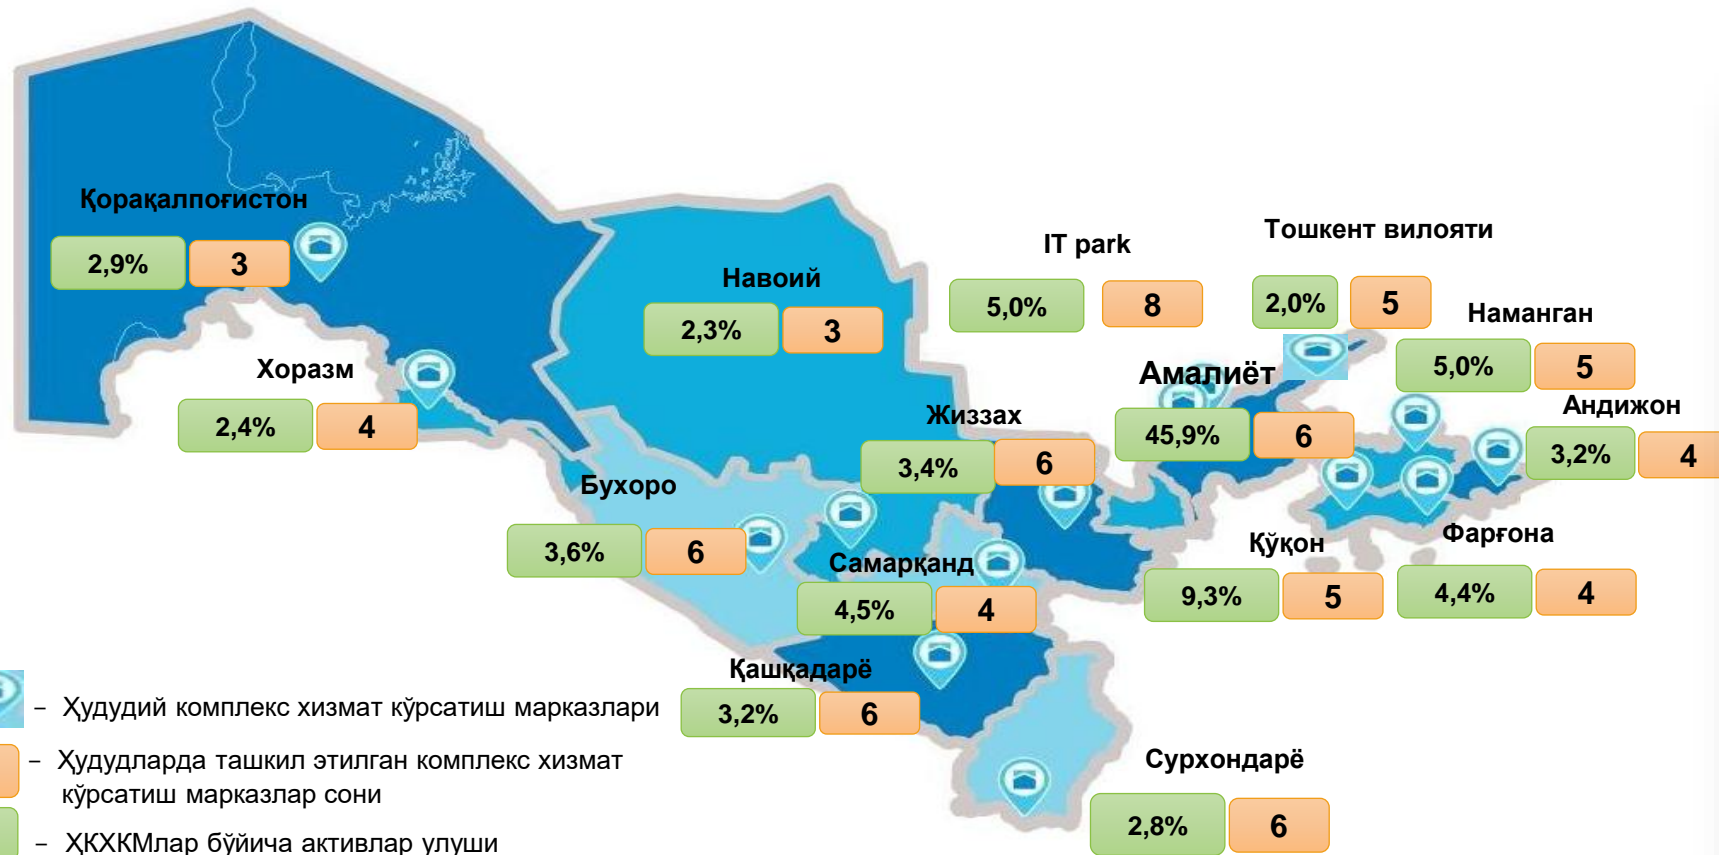 Қорақалпоғистон
2,9% 3
Хоразм
2,4% 4
Навоий
2,3% 3
IT park
5,0% 8
Тошкент вилояти
2,0% 5
Наманган
5,0% 5
Амалиёт
45,9% 6
Андижон
3,2% 4
Жиззах
3,4% 6
Бухоро
3,6% 6
Самарқанд
4,5% 4
Қўқон
9,3% 5
Фарғона
4,4% 4
Қашқадарё
3,2% 6
Сурхондарё
2,8% 6
– Ҳудудий комплекс хизмат кўрсатиш марказлари
– Ҳудудларда ташкил этилган комплекс хизмат
кўрсатиш марказлар сони
– ҲКХКМлар бўйича активлар улуши